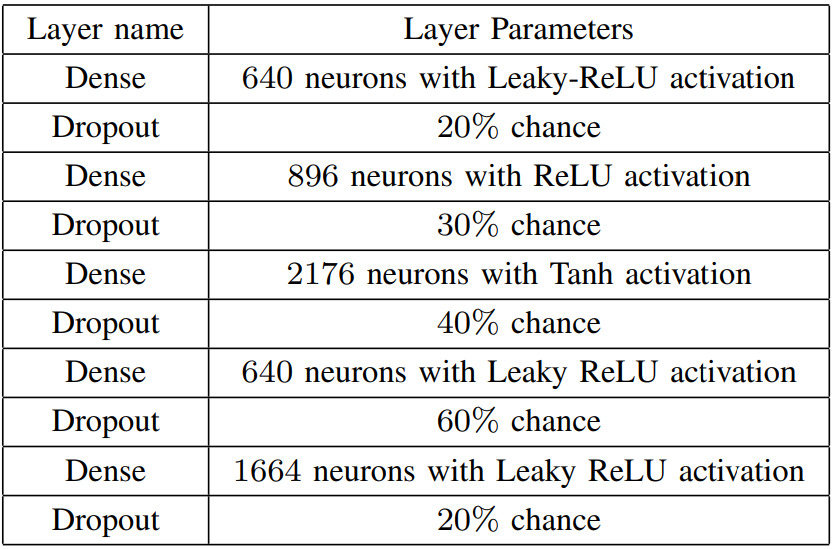 Layer name Layer Parameters
Dense 640 neurons with Leaky-ReLU activation
Dropout 20% chance
Dense 896 neurons with ReLU activation
Dropout 30% chance
Dense 2176 neurons with Tanh activation
Dropout 40% chance
Dense 640 neurons with Leaky ReLU activation
Dropout 60% chance
Dense 1664 neurons with Leaky ReLU activation
Dropout 20% chance